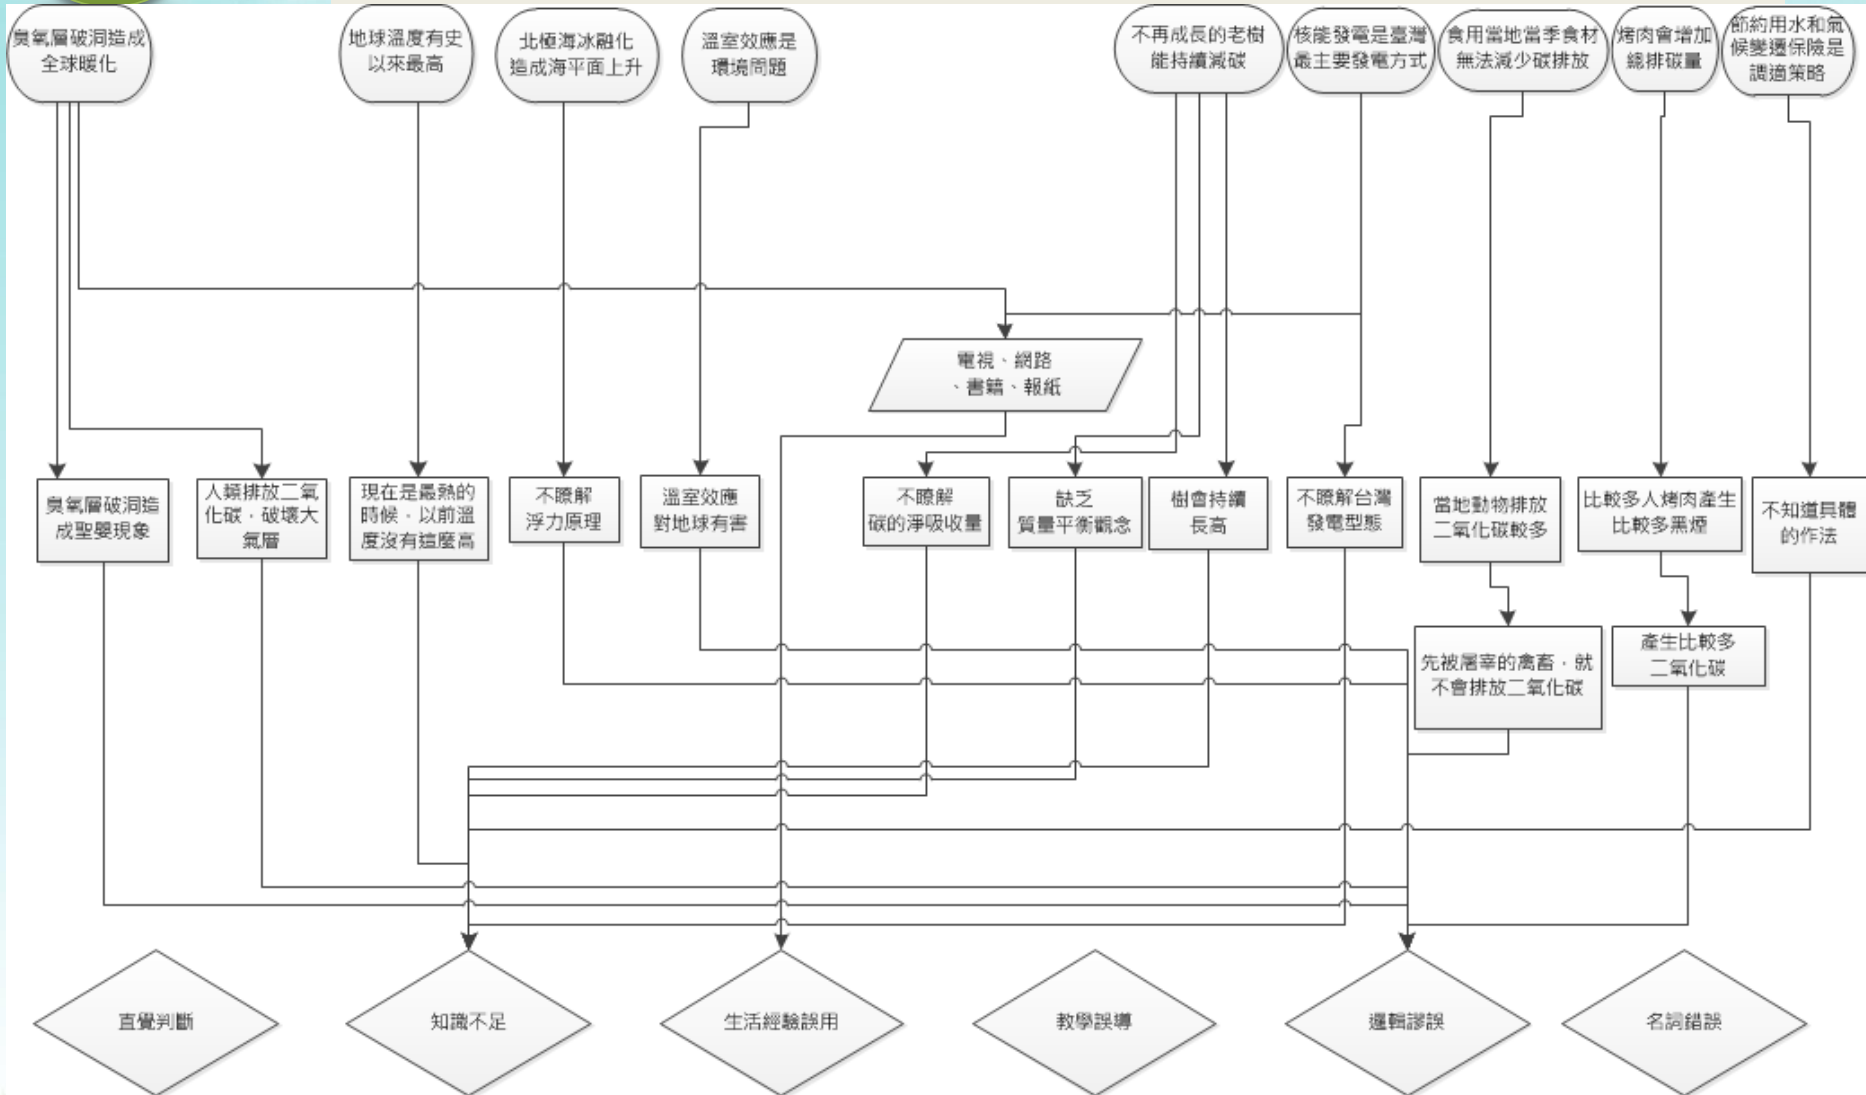 臭氧層破洞造成
全球暖化
地球溫度有史
以來最高
北極海冰融化
造成海平面上升
溫室效應是
環境問題
不再成長的老樹
能持續減碳
核能發電是臺灣
最主要發電方式
食用當地當季食材
無法減少碳排放
烤肉會增加
總排碳量
節約用水和氣
候變遷保險是
調適策略
電視、網路
、書籍、報紙
臭氧層破洞造
成聖嬰現象
人類排放二氧
化碳，破壞大
氣層
現在是最熱的
時候，以前溫
度沒有這麼高
不瞭解
浮力原理
溫室效應
對地球有害
不瞭解
碳的淨吸收量
缺乏
質量平衡觀念
樹會持續
長高
不瞭解台灣
發電型態
當地動物排放
二氧化碳較多
比較多人烤肉產生
比較多黑煙
不知道具體
的作法
先被屠宰的禽畜，就
不會排放二氧化碳
產生比較多
二氧化碳
直覺判斷
知識不足
生活經驗誤用
教學誤導
邏輯謬誤
名詞錯誤